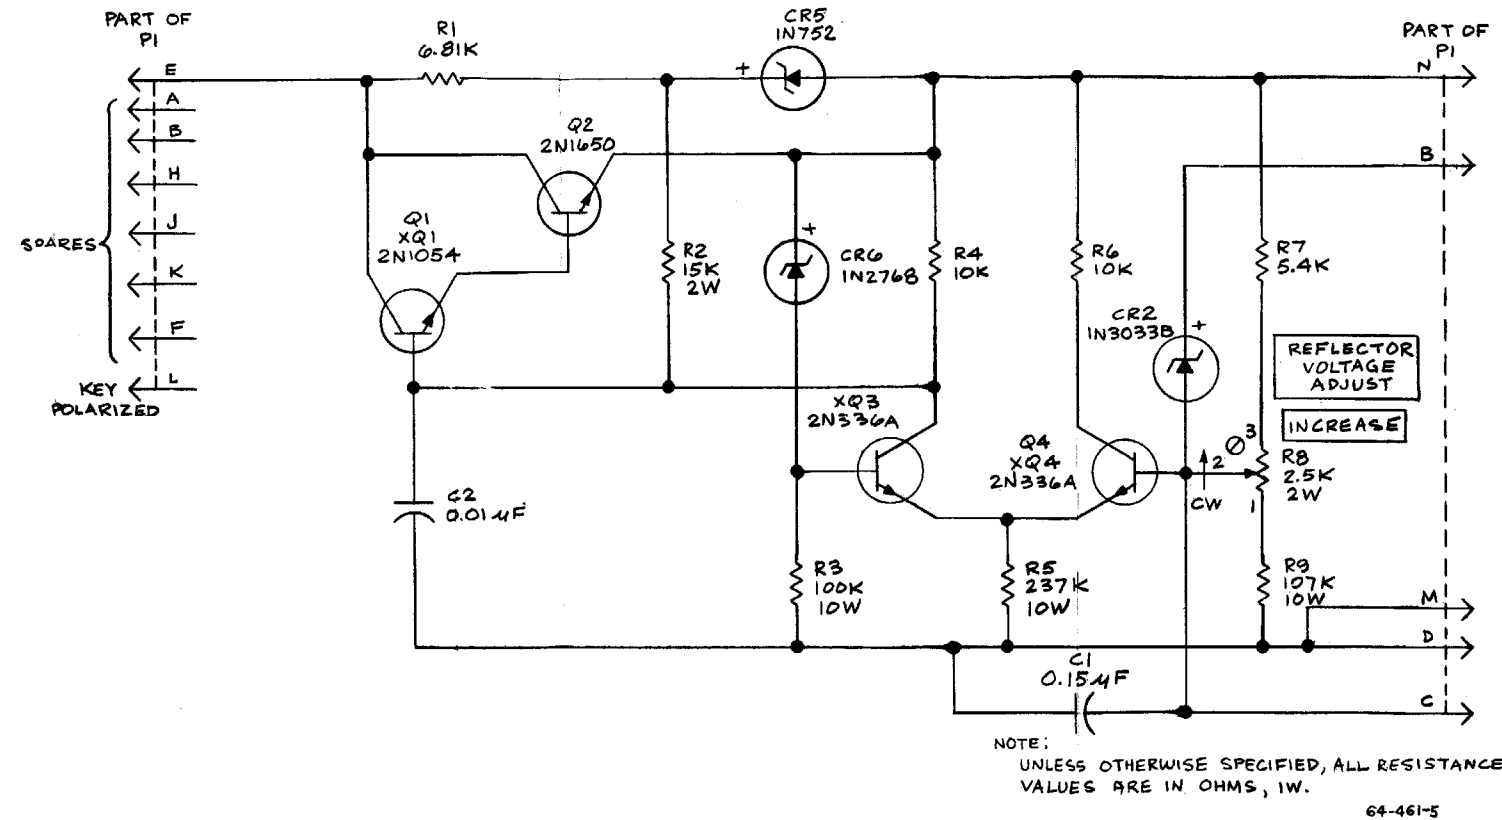 PART OF
P1
E
A
B
H
J
K
F
L
SPARES
KEY
POLARIZED
R1
6.81K
CR5
1N752
+
Q2
2N1650
Q1
XQ1
2N1054
R2
15K
2W
+
CR6
1N2768
R4
10K
R6
10K
R7
5.4K
CR2
1N3033B
+
REFLECTOR
VOLTAGE
ADJUST
INCREASE
XQ3
2N336A
Q4
XQ4
2N336A
3
2
CW
1
R8
2.5K
2W
C2
0.01 μF
R3
100K
10W
R5
237K
10W
R9
107K
10W
C1
0.15 μF
PART OF
P1
N
B
M
D
C
NOTE:
UNLESS OTHERWISE SPECIFIED, ALL RESISTANCE
VALUES ARE IN OHMS, 1W.
64-461-5